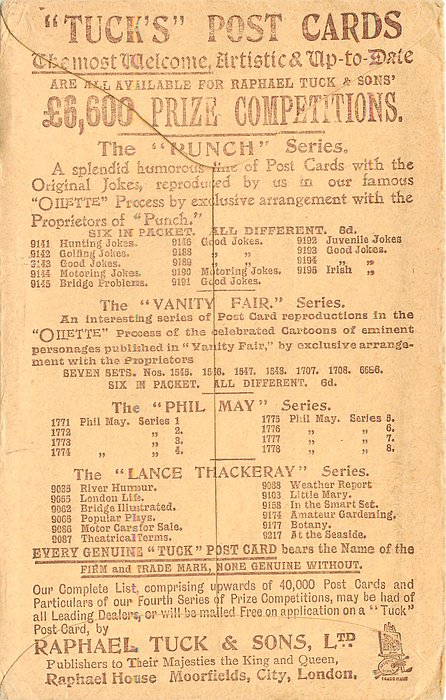 "TUCK'S" POST CARDS
The most Welcome, Artistic & Up-to-Date
ARE ALL AVAILABLE FOR RAPHAEL TUCK & SONS'
£6,600 PRIZE COMPETITIONS.
The "PUNCH" Series.
A splendid humorous line of Post Cards with the
Original Jokes, reproduced by us in our famous
"OILETTE" Process by exclusive arrangement with the
Proprietors of "Punch."
SIX IN PACKET. ALL DIFFERENT. 6d.
9141 Hunting Jokes. 9146 Good Jokes. 9192 Juvenile Jokes
9142 Golfing Jokes. 9188 „ „ 9193 Good Jokes.
9143 Good Jokes. 9189 „ „ 9194 „ „
9144 Motoring Jokes. 9190 Motoring Jokes. 9195 Irish „
9145 Bridge Problems. 9191 Good Jokes.
The "VANITY FAIR." Series.
An interesting series of Post Card reproductions in the
"OILETTE" Process of the celebrated Cartoons of eminent
personages published in "Vanity Fair," by exclusive arrange-
ment with the Proprietors
SEVEN SETS. Nos. 1545. 1546. 1547. 1548. 1707. 1708. 6686.
SIX IN PACKET. ALL DIFFERENT. 6d.
The "PHIL MAY" Series.
1771 Phil May. Series 1 1775 Phil May. Series 5.
1772 „ 2. 1776 „ „ 6.
1773 „ 3. 1777 „ „ 7.
1774 „ „ 4. 1778 „ „ 8.
The "LANCE THACKERAY" Series.
9035 River Humour. 9088 Weather Report
9055 London Life. 9103 Little Mary.
9062 Bridge Illustrated. 9158 In the Smart Set.
9066 Popular Plays. 9174 Amateur Gardening.
9086 Motor Cars for Sale. 9177 Botany.
9087 Theatrical Terms. 9217 At the Seaside.
EVERY GENUINE "TUCK" POST CARD bears the Name of the
FIRM and TRADE MARK, NONE GENUINE WITHOUT.
Our Complete List, comprising upwards of 40,000 Post Cards and
Particulars of our Fourth Series of Prize Competitions, may be had of
all Leading Dealers, or will be mailed Free on application on a "Tuck"
Post-Card, by
RAPHAEL TUCK & SONS, LTD
Publishers to Their Majesties the King and Queen,
Raphael House Moorfields, City, London.
TRADE MARK